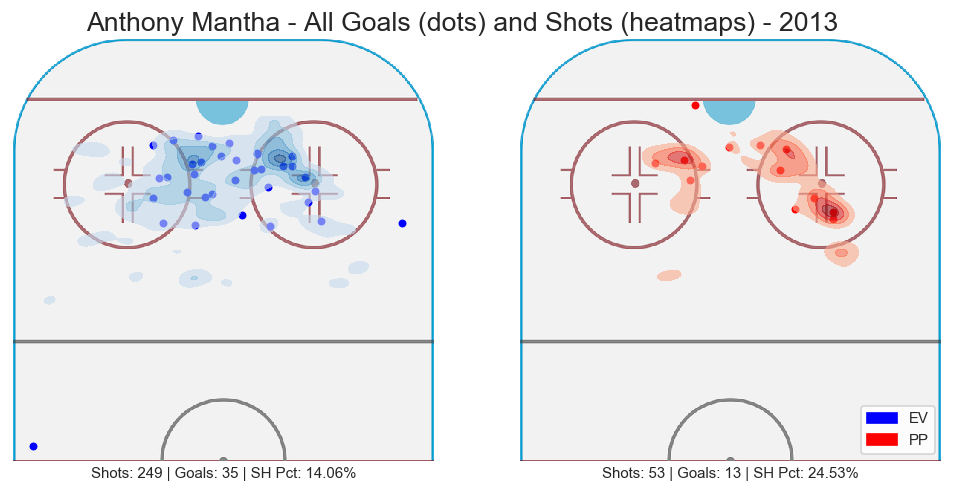 Anthony Mantha - All Goals (dots) and Shots (heatmaps) - 2013
EV
PP
Shots: 249 | Goals: 35 | SH Pct: 14.06%
Shots: 53 | Goals: 13 | SH Pct: 24.53%